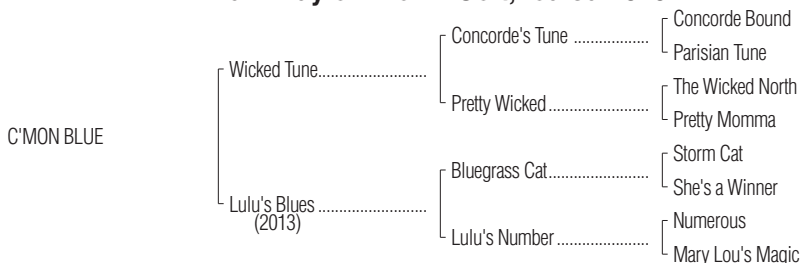 Concorde Bound
Concorde's Tune ........................
Parisian Tune
Wicked Tune..........................
The Wicked North
Pretty Wicked........................
Pretty Momma
C'MON BLUE
Storm Cat
Bluegrass Cat........................
She's a Winner
Lulu's Blues ..........................
(2013)
Numerous
Lulu's Number ......................
Mary Lou's Magic